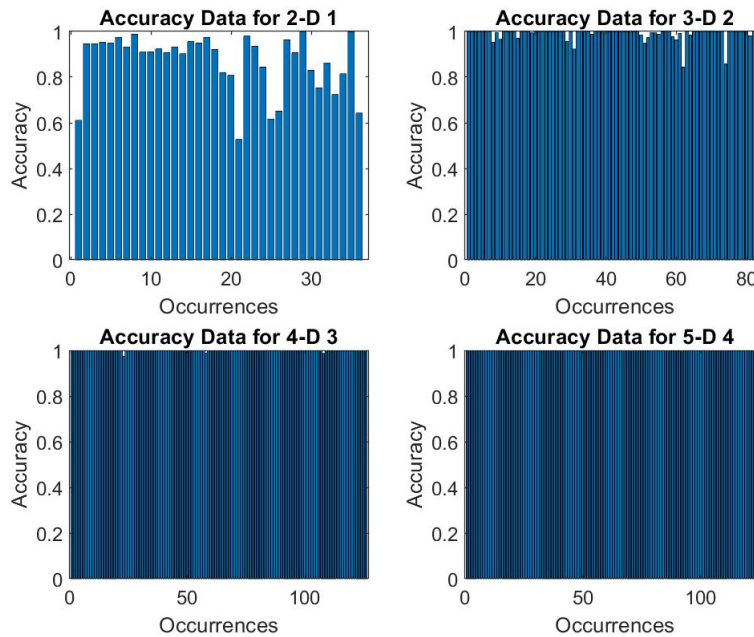 Accuracy Data for 2-D 1
1
0.8
0.6
0.4
0.2
0
Accuracy
0 10 20 30
Occurrences
Accuracy Data for 3-D 2
1
0.8
0.6
0.4
0.2
0
Accuracy
0 20 40 60 80
Occurrences
Accuracy Data for 4-D 3
1
0.8
0.6
0.4
0.2
0
Accuracy
0 50 100
Occurrences
Accuracy Data for 5-D 4
1
0.8
0.6
0.4
0.2
0
Accuracy
0 50 100
Occurrences